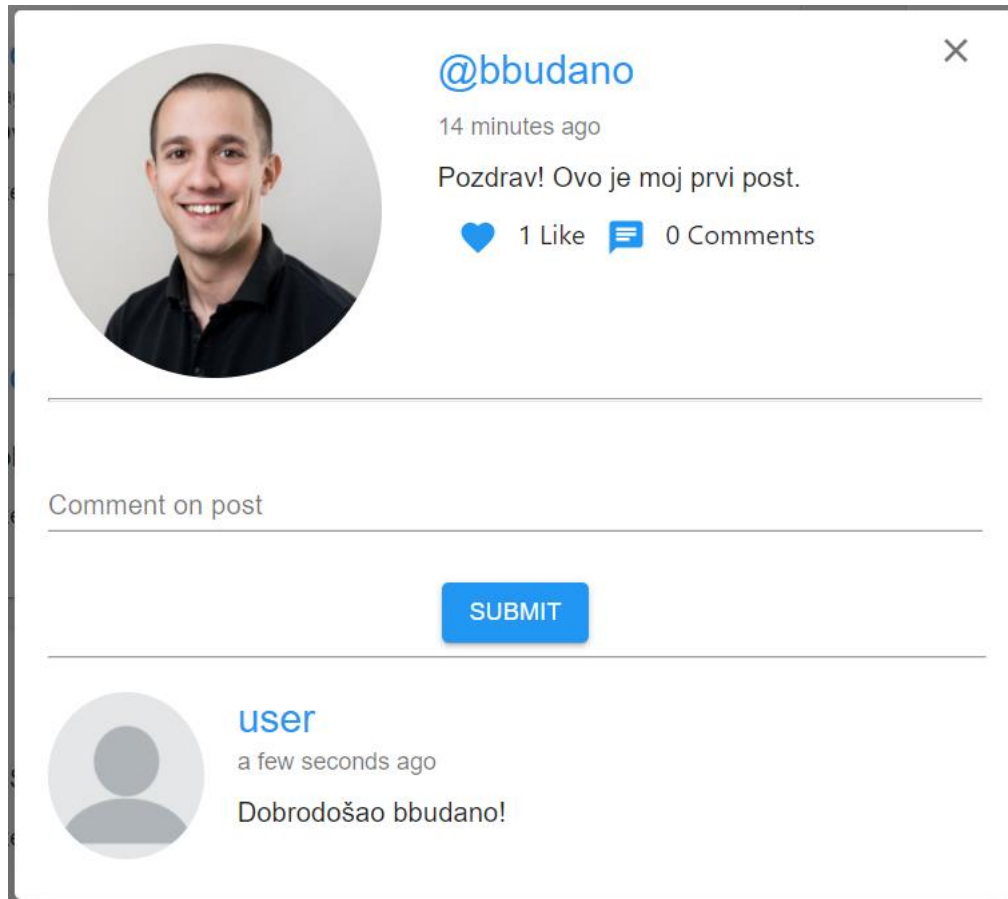 @bbudano
14 minutes ago
Pozdrav! Ovo je moj prvi post.
1 Like 0 Comments
Comment on post
SUBMIT
user
a few seconds ago
Dobrodošao bbudano!